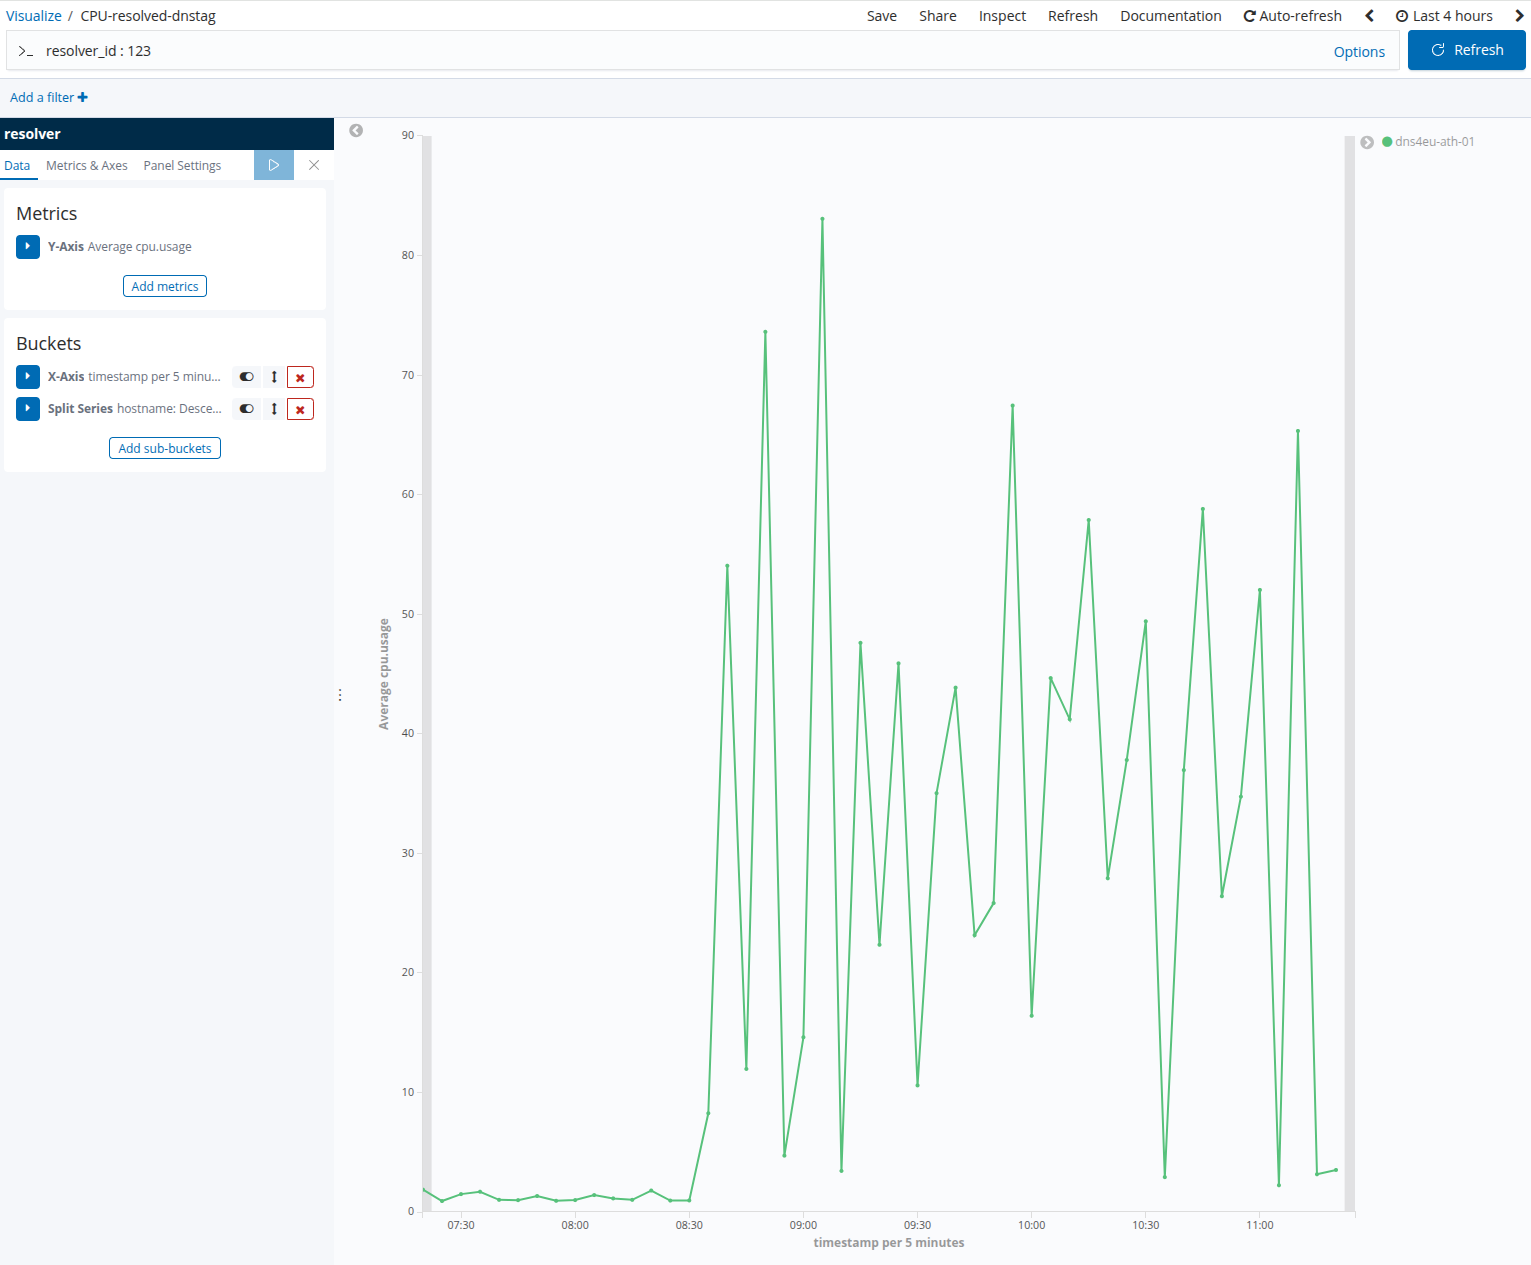 Visualize / CPU-resolved-dnstag
Save Share Inspect Refresh Documentation Auto-refresh Last 4 hours
>_ resolver_id : 123
Options
Refresh
Add a filter +
resolver
Data Metrics & Axes Panel Settings
Metrics
Y-Axis Average cpu.usage
Add metrics
Buckets
X-Axis timestamp per 5 minu...
Split Series hostname: Desce...
Add sub-buckets
90
80
70
60
50
40
30
20
10
0
Average cpu.usage
07:30 08:00 08:30 09:00 09:30 10:00 10:30 11:00
timestamp per 5 minutes
dns4eu-ath-01